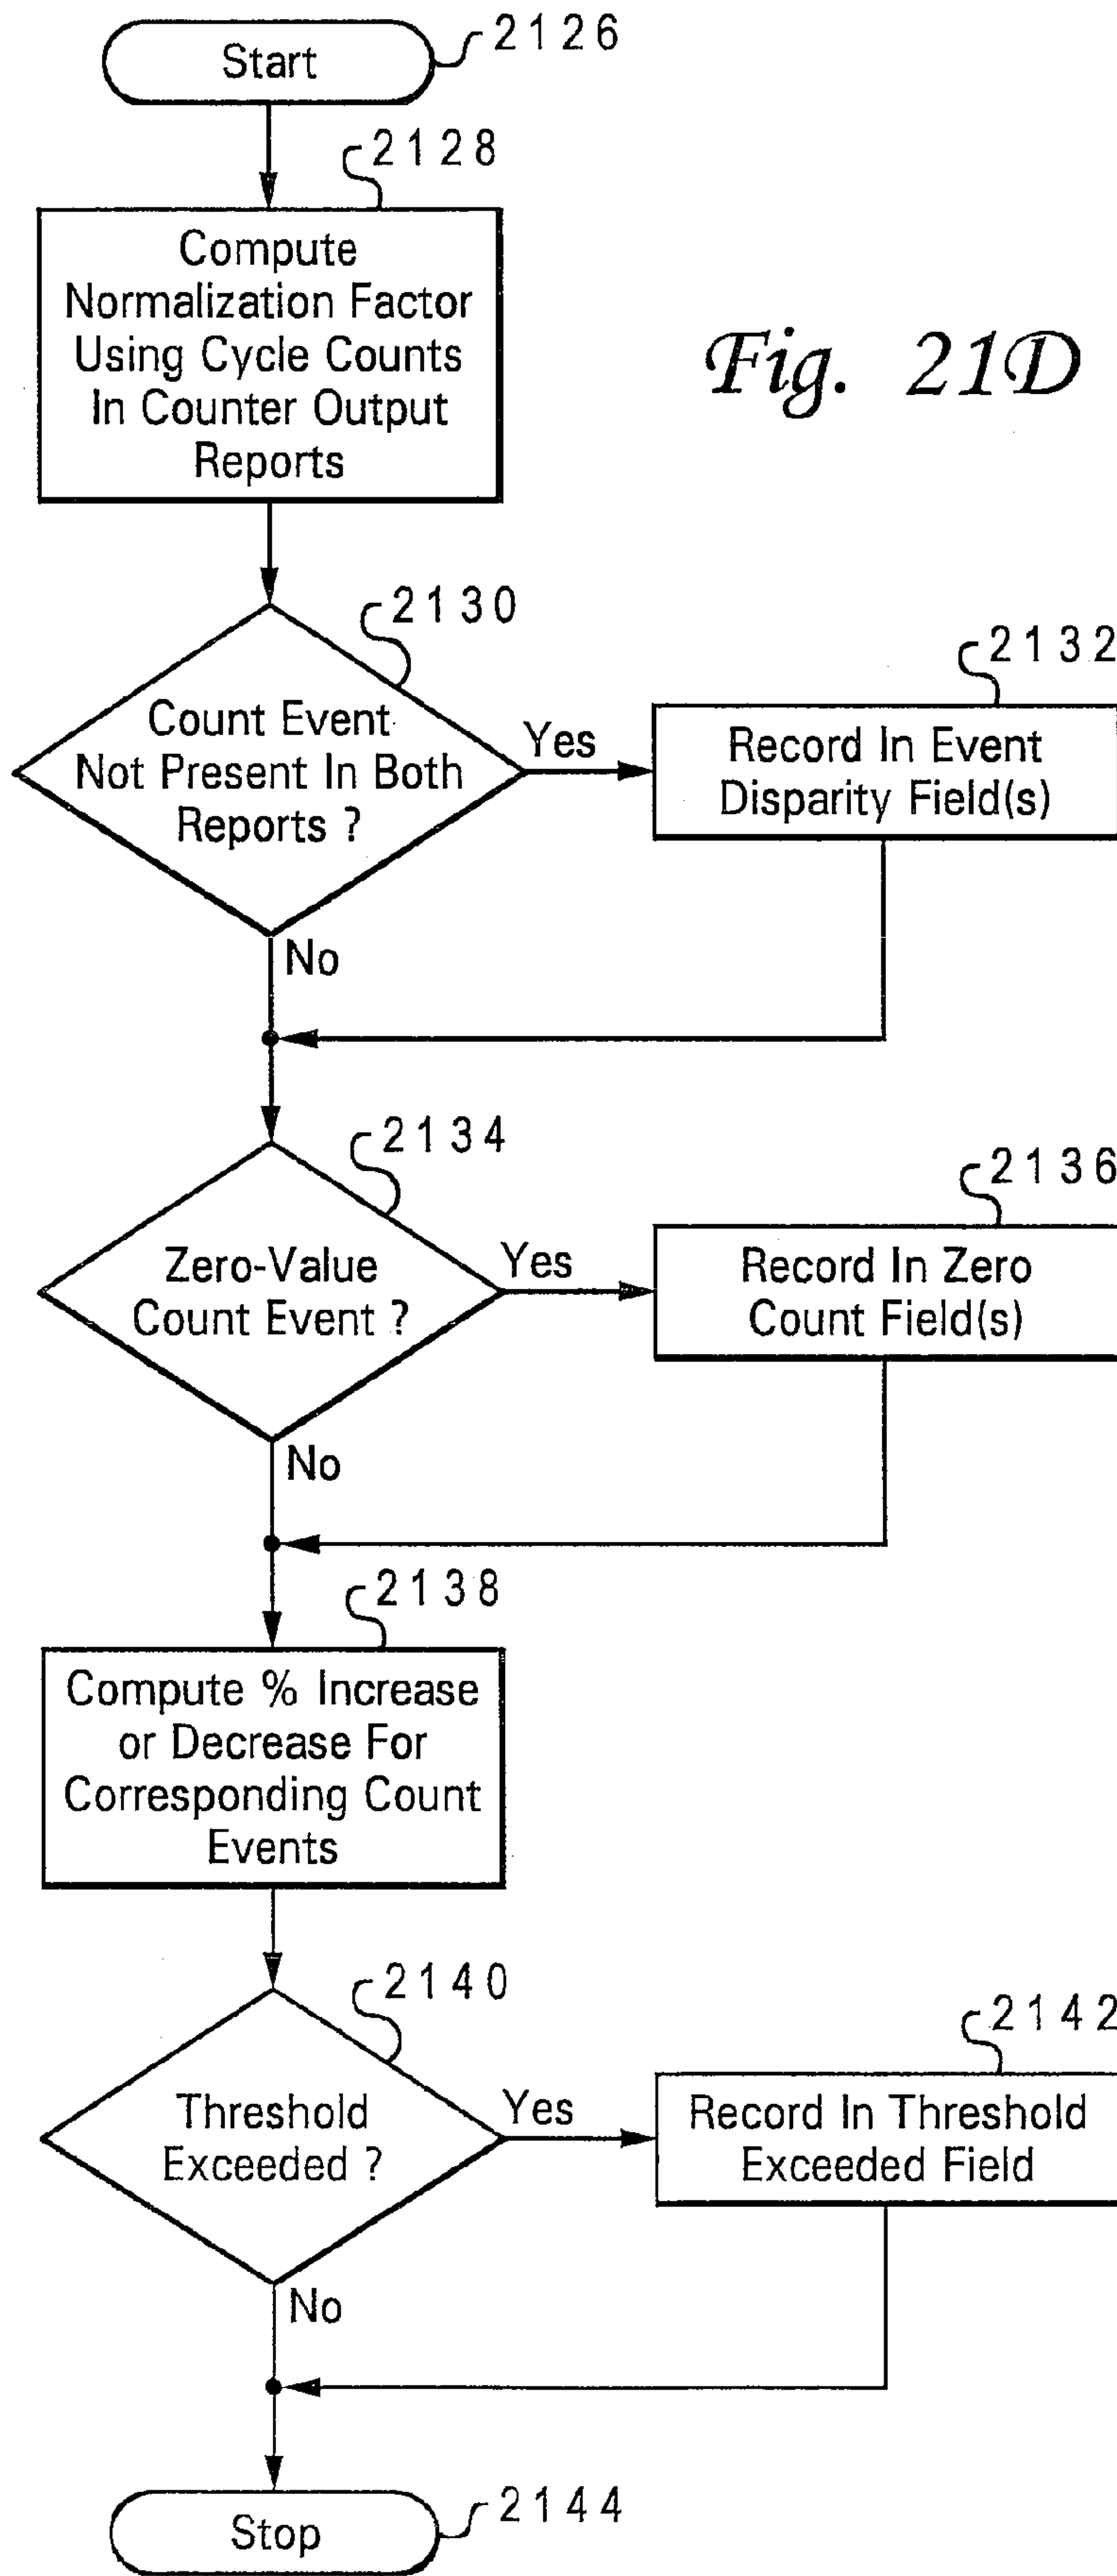 Start
2126
2128
Compute
Normalization Factor
Using Cycle Counts
In Counter Output
Reports
Fig. 21D
2130
Count Event
Not Present In Both
Reports ?
Yes
No
2132
Record In Event
Disparity Field(s)
2134
Zero-Value
Count Event ?
Yes
No
2136
Record In Zero
Count Field(s)
2138
Compute % Increase
or Decrease For
Corresponding Count
Events
2140
Threshold
Exceeded ?
Yes
No
2142
Record In Threshold
Exceeded Field
Stop
2144